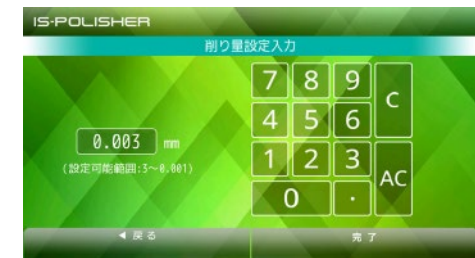 IS-POLISHER
削り量設定入力
7 8 9 C
4 5 6
0.003 mm
(設定可能範囲:3~0.001)
1 2 3 AC
0 .
◀ 戻る 完了